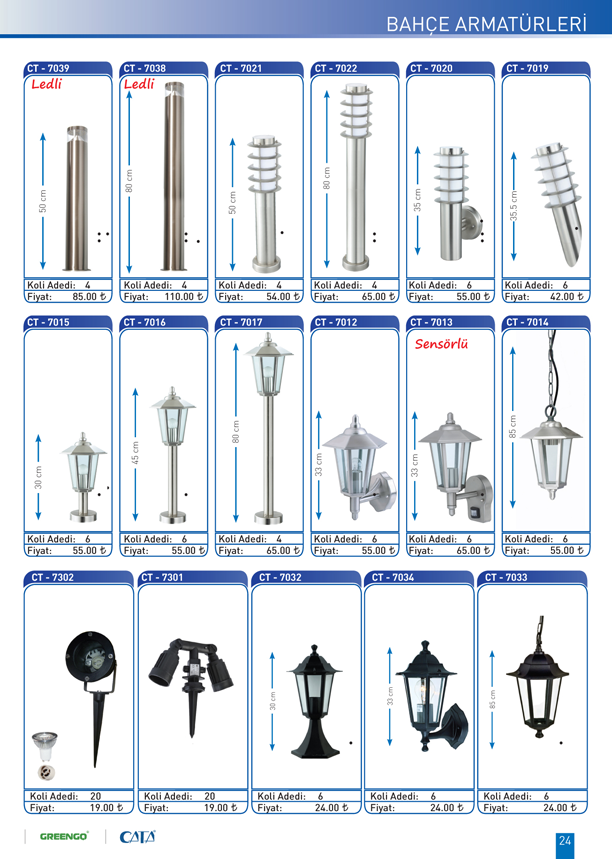 BAHÇE ARMATÜRLERİ
CT - 7039
CT - 7038
CT - 7021
CT - 7022
CT - 7020
CT - 7019
Ledli
Ledli
50 cm
80 cm
50 cm
80 cm
35 cm
35,5 cm
Koli Adedi: 4
Koli Adedi: 4
Koli Adedi: 4
Koli Adedi: 4
Koli Adedi: 6
Koli Adedi: 6
Fiyat: 85.00 ₺
Fiyat: 110.00 ₺
Fiyat: 54.00 ₺
Fiyat: 65.00 ₺
Fiyat: 55.00 ₺
Fiyat: 42.00 ₺
CT - 7015
CT - 7016
CT - 7017
CT - 7012
CT - 7013
CT - 7014
Sensörlü
30 cm
45 cm
80 cm
33 cm
33 cm
85 cm
Koli Adedi: 6
Koli Adedi: 6
Koli Adedi: 4
Koli Adedi: 6
Koli Adedi: 6
Koli Adedi: 6
Fiyat: 55.00 ₺
Fiyat: 55.00 ₺
Fiyat: 65.00 ₺
Fiyat: 55.00 ₺
Fiyat: 65.00 ₺
Fiyat: 55.00 ₺
CT - 7302
CT - 7301
CT - 7032
CT - 7034
CT - 7033
30 cm
33 cm
85 cm
Koli Adedi: 20
Koli Adedi: 20
Koli Adedi: 6
Koli Adedi: 6
Koli Adedi: 6
Fiyat: 19.00 ₺
Fiyat: 19.00 ₺
Fiyat: 24.00 ₺
Fiyat: 24.00 ₺
Fiyat: 24.00 ₺
GREENGO®
CATA®
24